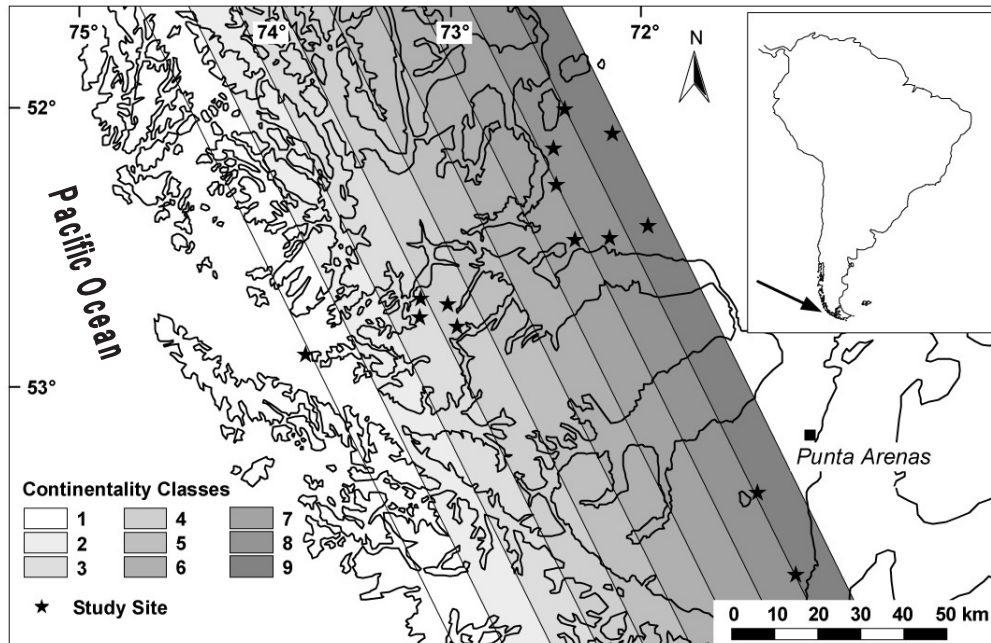 75° 74° 73° 72°
N
52°
Pacific Ocean
53°
Punta Arenas
Continentality Classes
1 4 7
2 5 8
3 6 9
Study Site
0 10 20 30 40 50 km